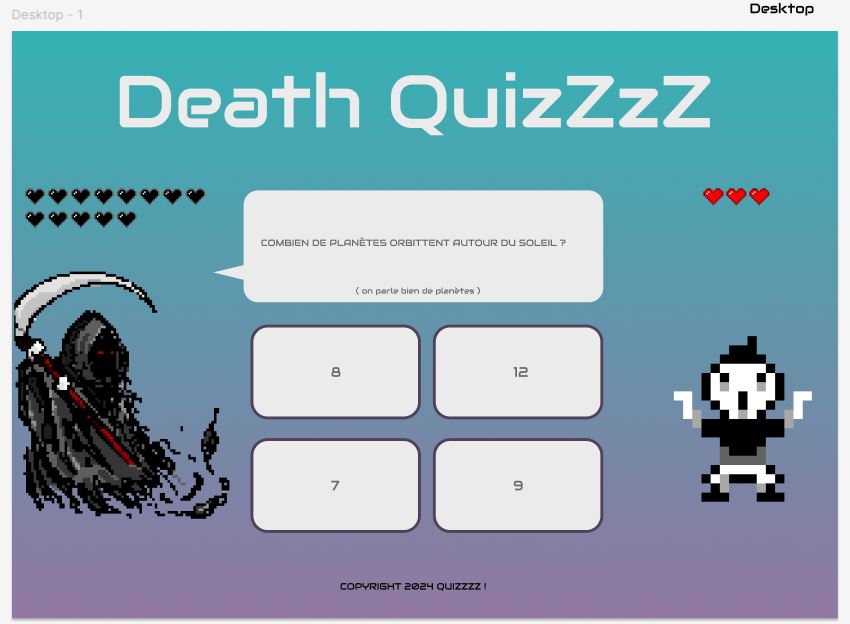 Desktop - 1
Desktop
Death QuizZzZ
COMBIEN DE PLANÈTES ORBITTENT AUTOUR DU SOLEIL ?
( on parle bien de planètes )
8
12
7
9
COPYRIGHT 2024 QUIZZZZ !